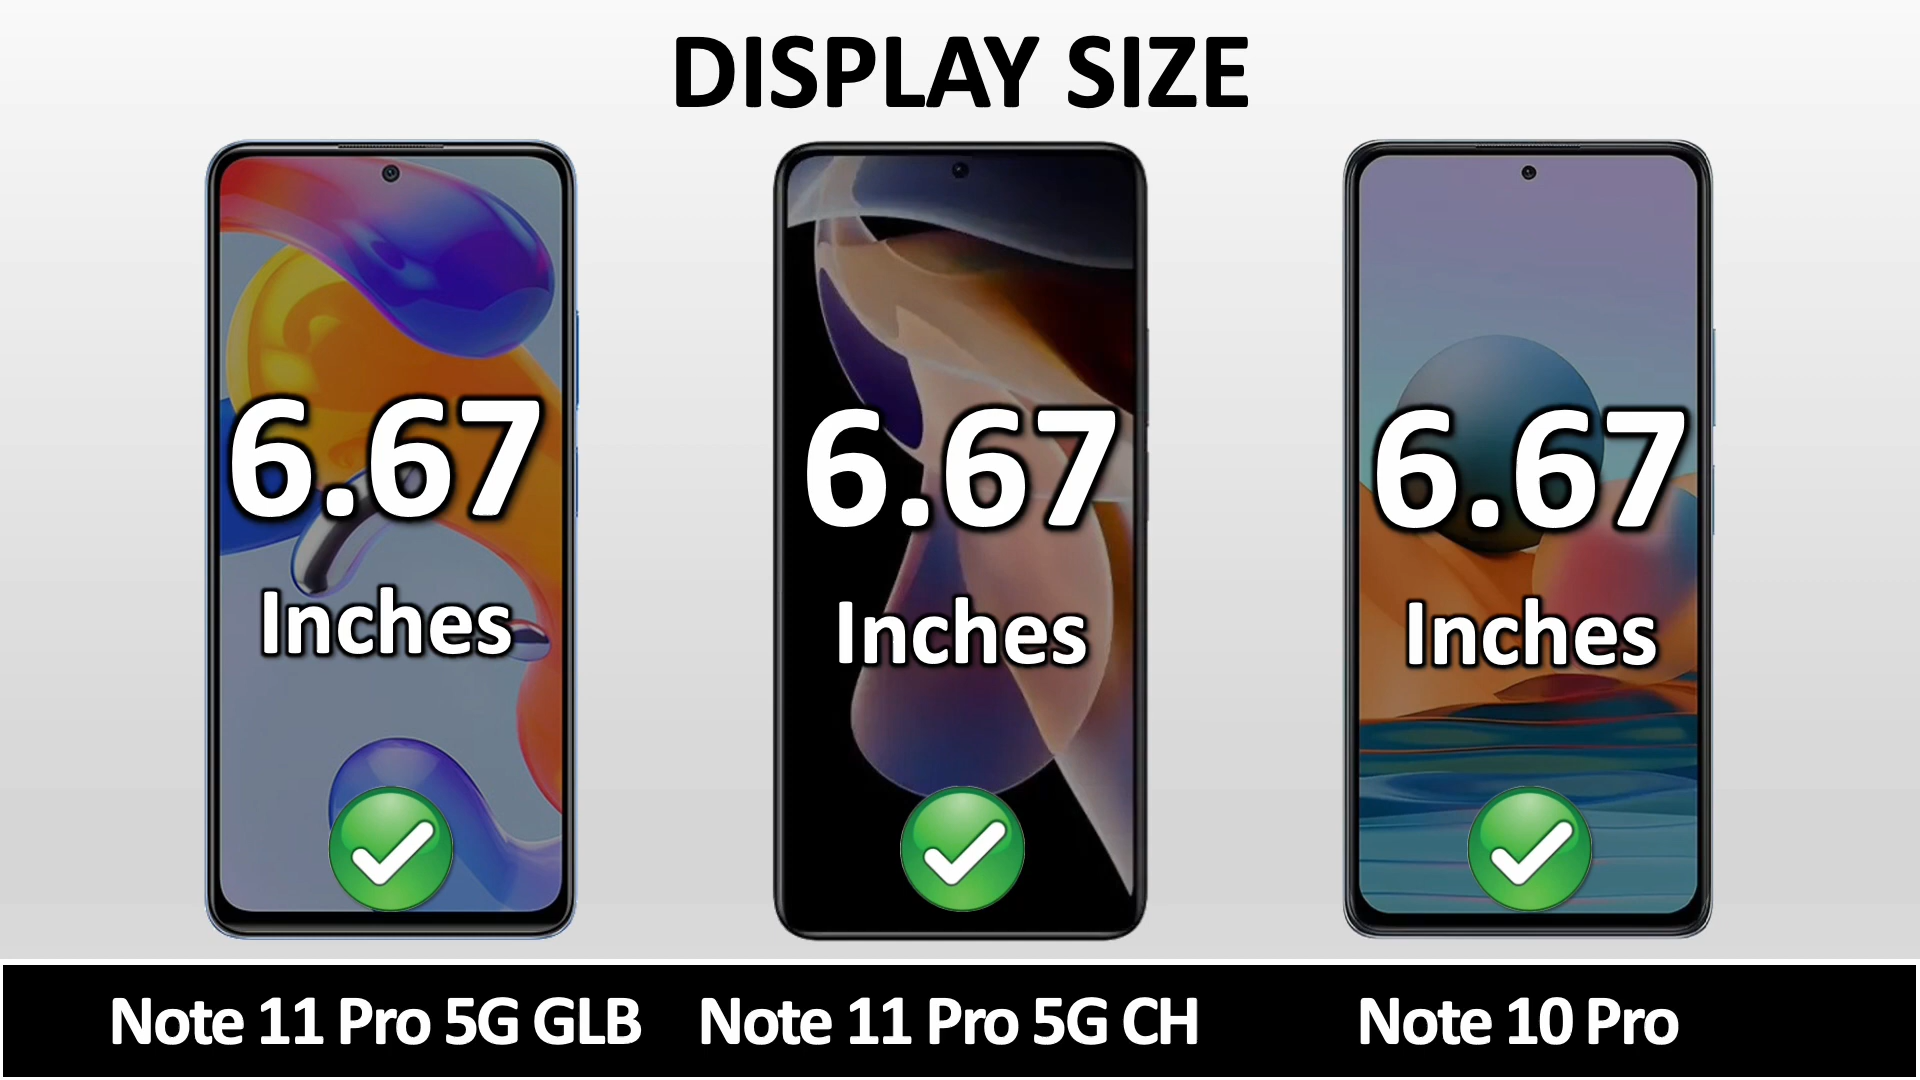 DISPLAY SIZE
6.67
Inches
6.67
Inches
6.67
Inches
Note 11 Pro 5G GLB
Note 11 Pro 5G CH
Note 10 Pro